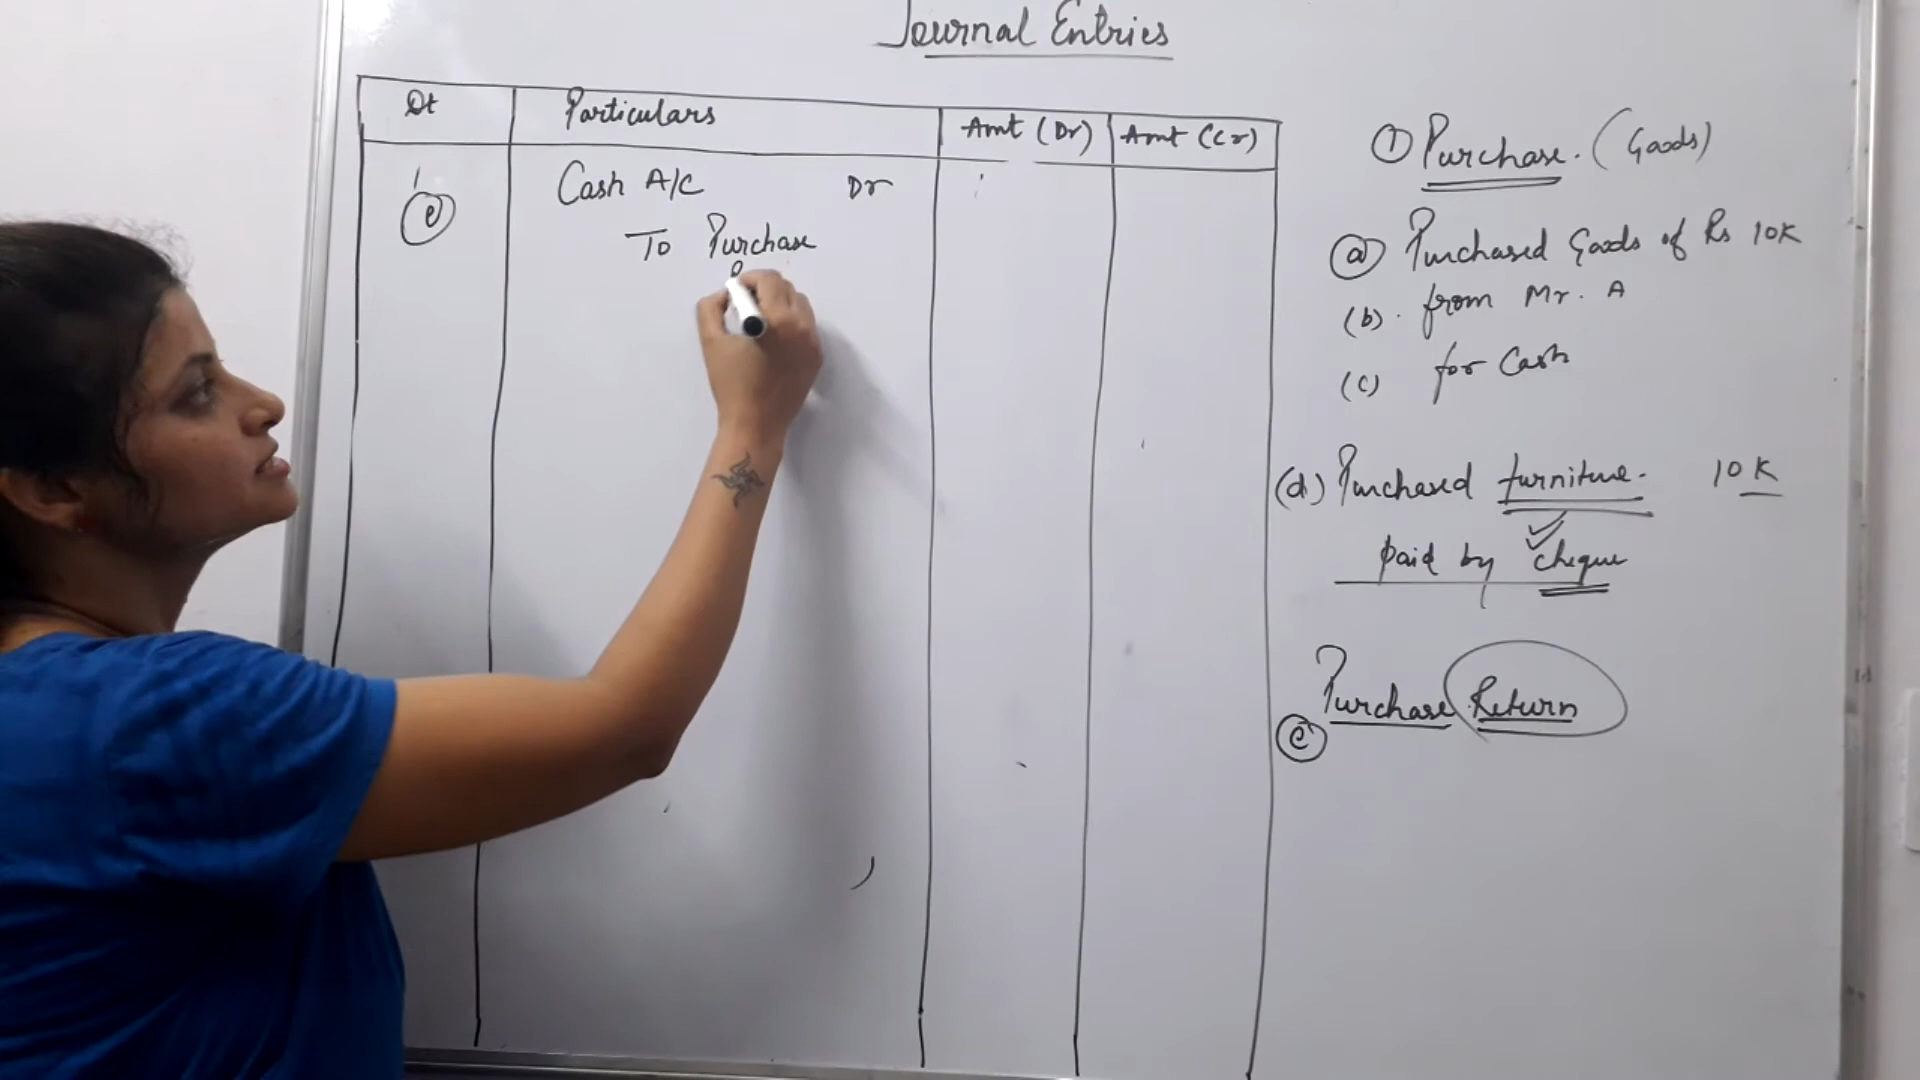 Journal Entries
Dt Particulars Amt (Dr) Amt (Cr)
(e) Cash A/C Dr
To Purchase
① Purchase. (Goods)
(a) Purchased Goods of Rs 10K
(b). from Mr. A
(c) for Cash
(d) Purchased furniture. 10K
paid by cheque
Purchase Return
(e)